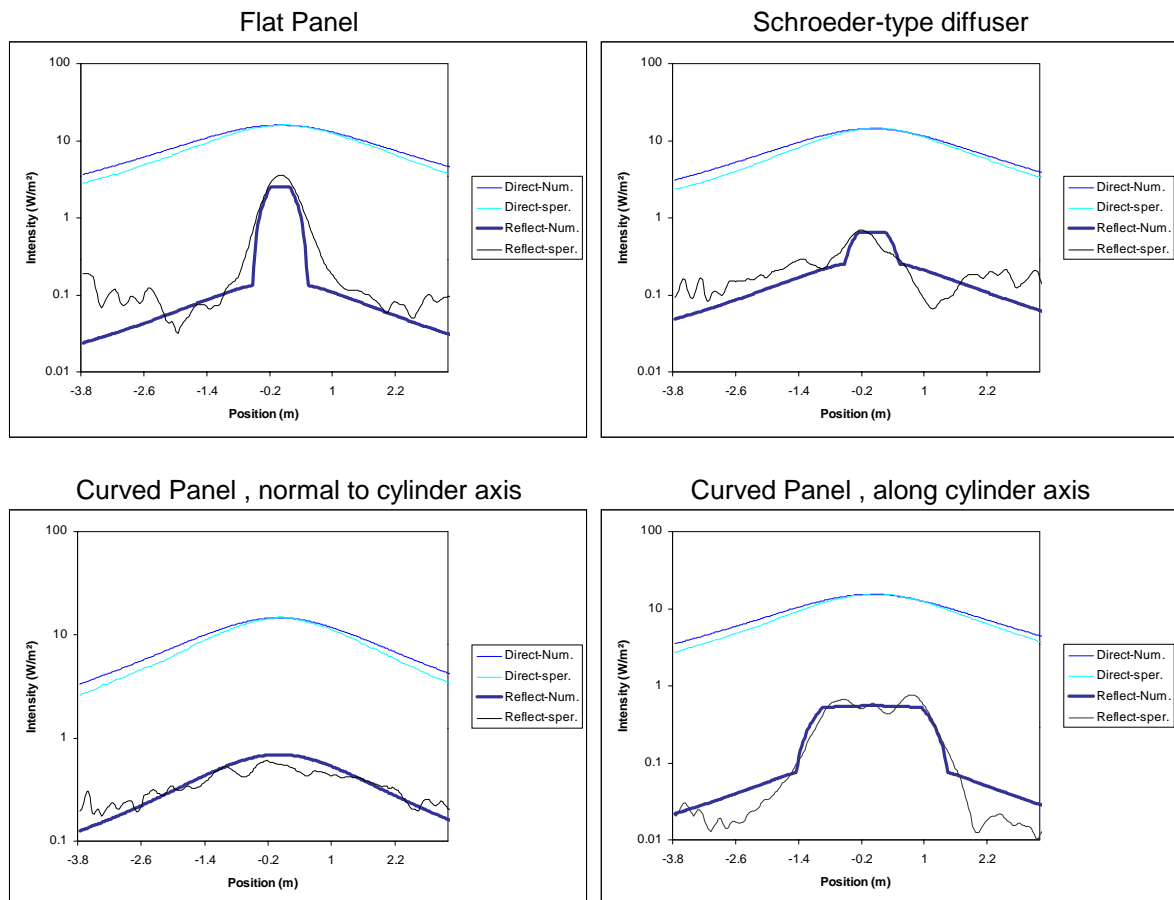 Flat Panel
100
10
1
0.1
0.01
Intensity (W/m²)
-3.8 -2.6 -1.4 -0.2 1 2.2
Position (m)
Direct-Num.
Direct-sper.
Reflect-Num.
Reflect-sper.
Schroeder-type diffuser
100
10
1
0.1
0.01
Intensity (W/m²)
-3.8 -2.6 -1.4 -0.2 1 2.2
Position (m)
Direct-Num.
Direct-sper.
Reflect-Num.
Reflect-sper.
Curved Panel , normal to cylinder axis
100
10
1
0.1
Intensity (W/m²)
-3.8 -2.6 -1.4 -0.2 1 2.2
Position (m)
Direct-Num.
Direct-sper.
Reflect-Num.
Reflect-sper.
Curved Panel , along cylinder axis
100
10
1
0.1
0.01
Intensity (W/m²)
-3.8 -2.6 -1.4 -0.2 1 2.2
Position (m)
Direct-Num.
Direct-sper.
Reflect-Num.
Reflect-sper.